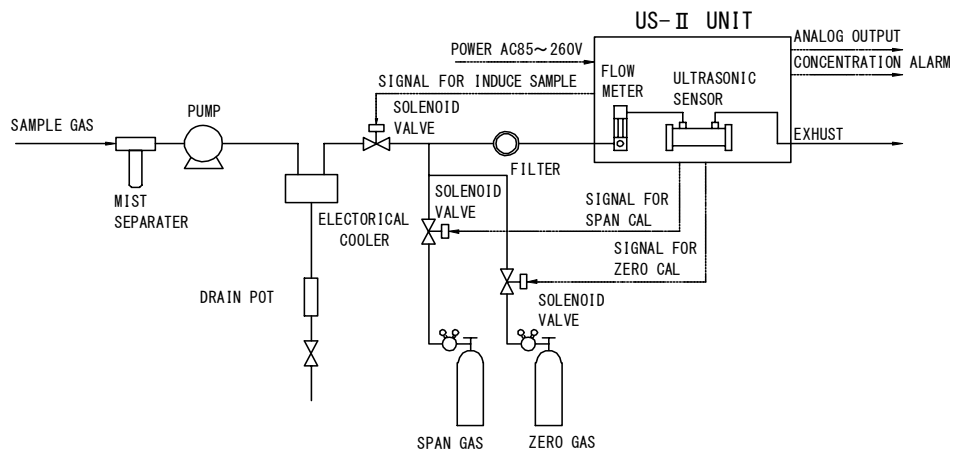 US-Ⅱ UNIT
POWER AC85～260V
ANALOG OUTPUT
CONCENTRATION ALARM
SIGNAL FOR INDUCE SAMPLE
FLOW
METER
ULTRASONIC
SENSOR
SOLENOID
VALVE
PUMP
SAMPLE GAS
EXHUST
MIST
SEPARATER
FILTER
ELECTORICAL
COOLER
SOLENOID
VALVE
SIGNAL FOR
SPAN CAL
SIGNAL FOR
ZERO CAL
DRAIN POT
SOLENOID
VALVE
SPAN GAS
ZERO GAS